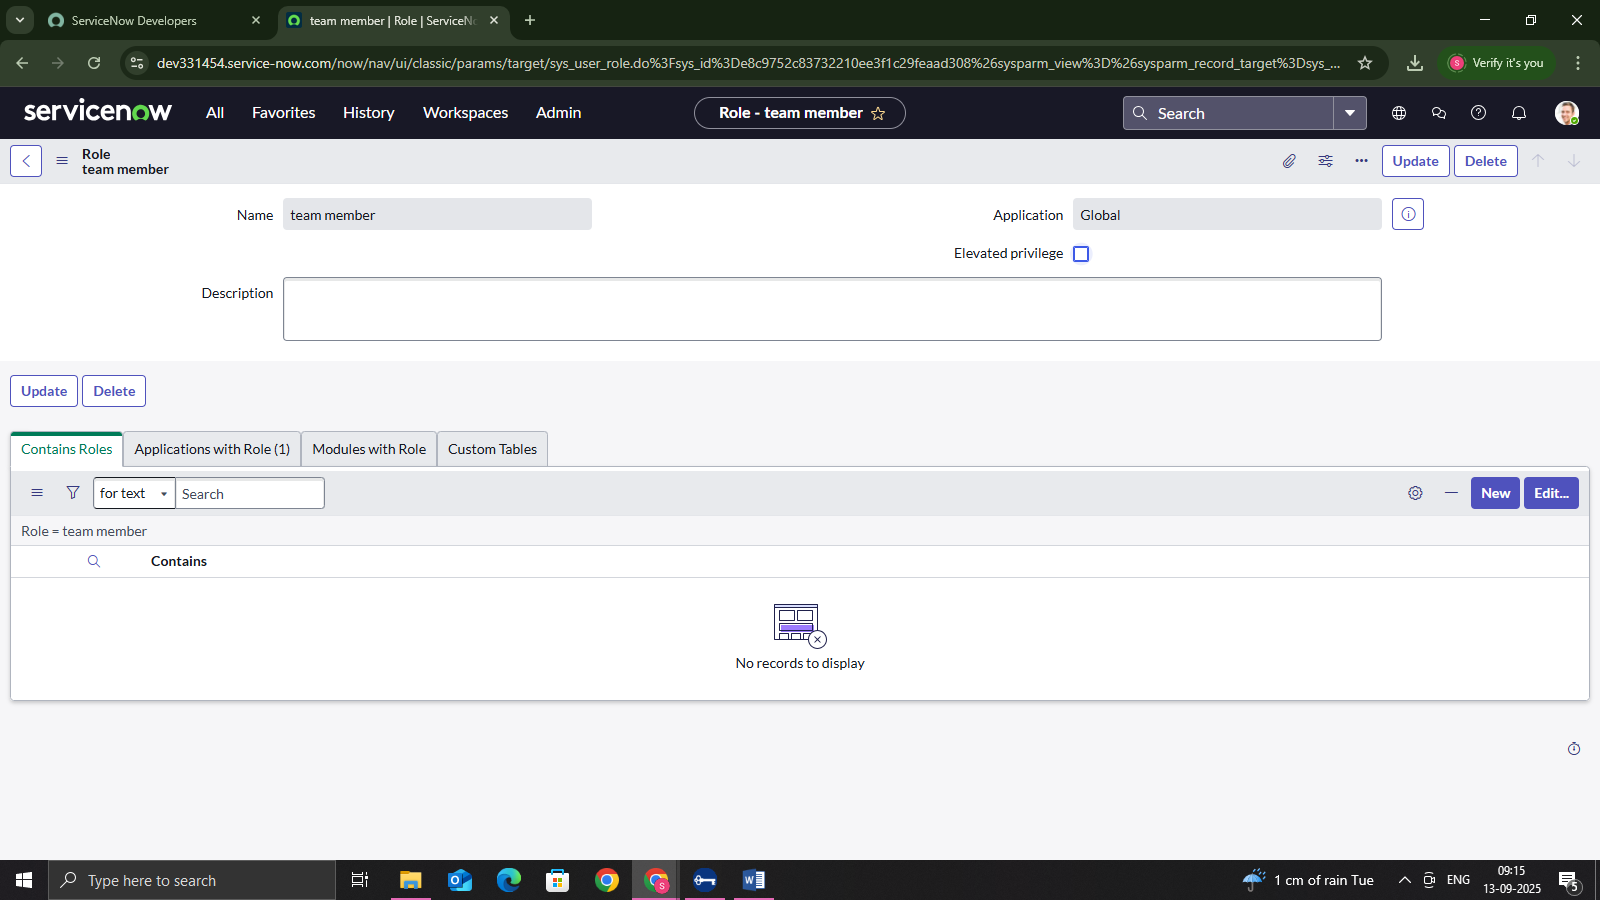 ServiceNow Developers
team member | Role | ServiceN
dev331454.service-now.com/now/nav/ui/classic/params/target/sys_user_role.do%3Fsys_id%3De8c9752c83732210ee3f1c29feaad308%26sysparm_view%3D%26sysparm_record_target%3Dsys_...
S Verify it's you
servicenow All Favorites History Workspaces Admin Role - team member Search
Role
team member
Update Delete
Name team member Application Global
Elevated privilege
Description
Update Delete
Contains Roles Applications with Role (1) Modules with Role Custom Tables
for text Search New Edit...
Role = team member
Contains
No records to display
Type here to search
1 cm of rain Tue ENG
09:15
13-09-2025
5